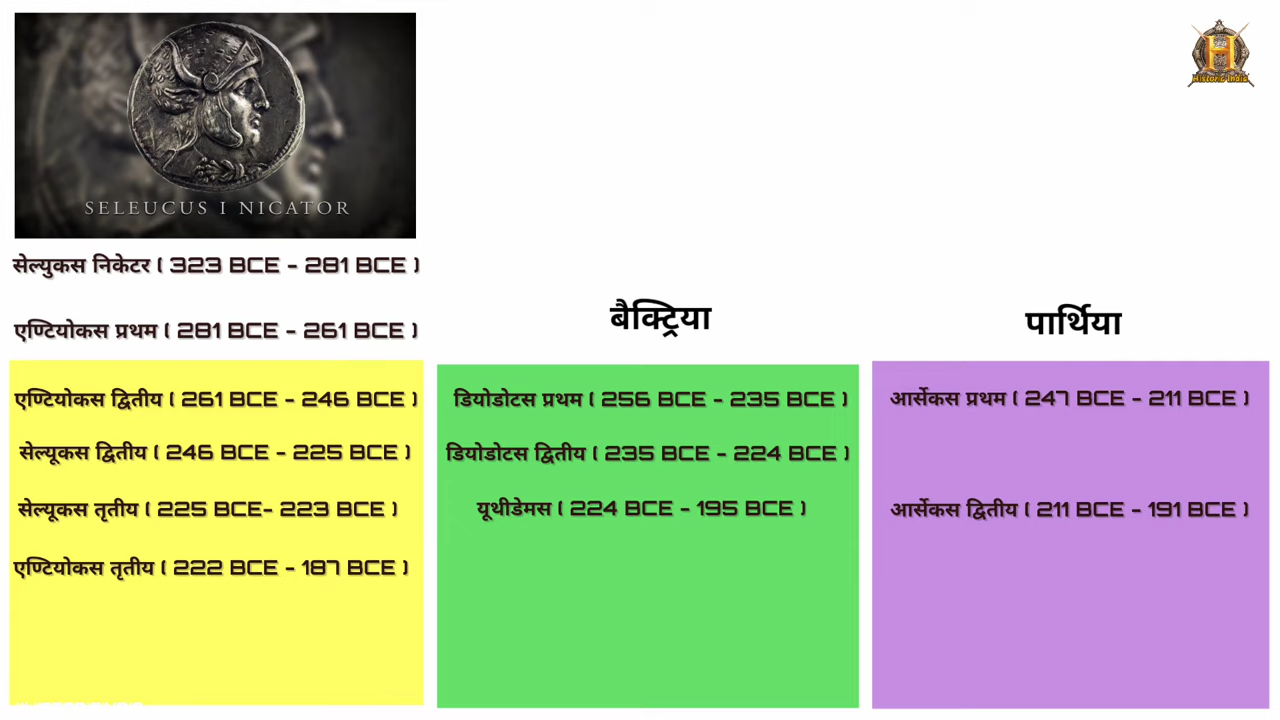 SELEUCUS I NICATOR
H
Historic India
सेल्युकस निकेटर ( 323 BCE - 281 BCE )
एण्टियोकस प्रथम ( 281 BCE - 261 BCE )
एण्टियोकस द्वितीय ( 261 BCE - 246 BCE )
सेल्यूकस द्वितीय ( 246 BCE - 225 BCE )
सेल्यूकस तृतीय ( 225 BCE- 223 BCE )
एण्टियोकस तृतीय ( 222 BCE - 187 BCE )
बैक्ट्रिया
डियोडोटस प्रथम ( 256 BCE - 235 BCE )
डियोडोटस द्वितीय ( 235 BCE - 224 BCE )
यूथीडेमस ( 224 BCE - 195 BCE )
पार्थिया
आर्सेकस प्रथम ( 247 BCE - 211 BCE )
आर्सेकस द्वितीय ( 211 BCE - 191 BCE )